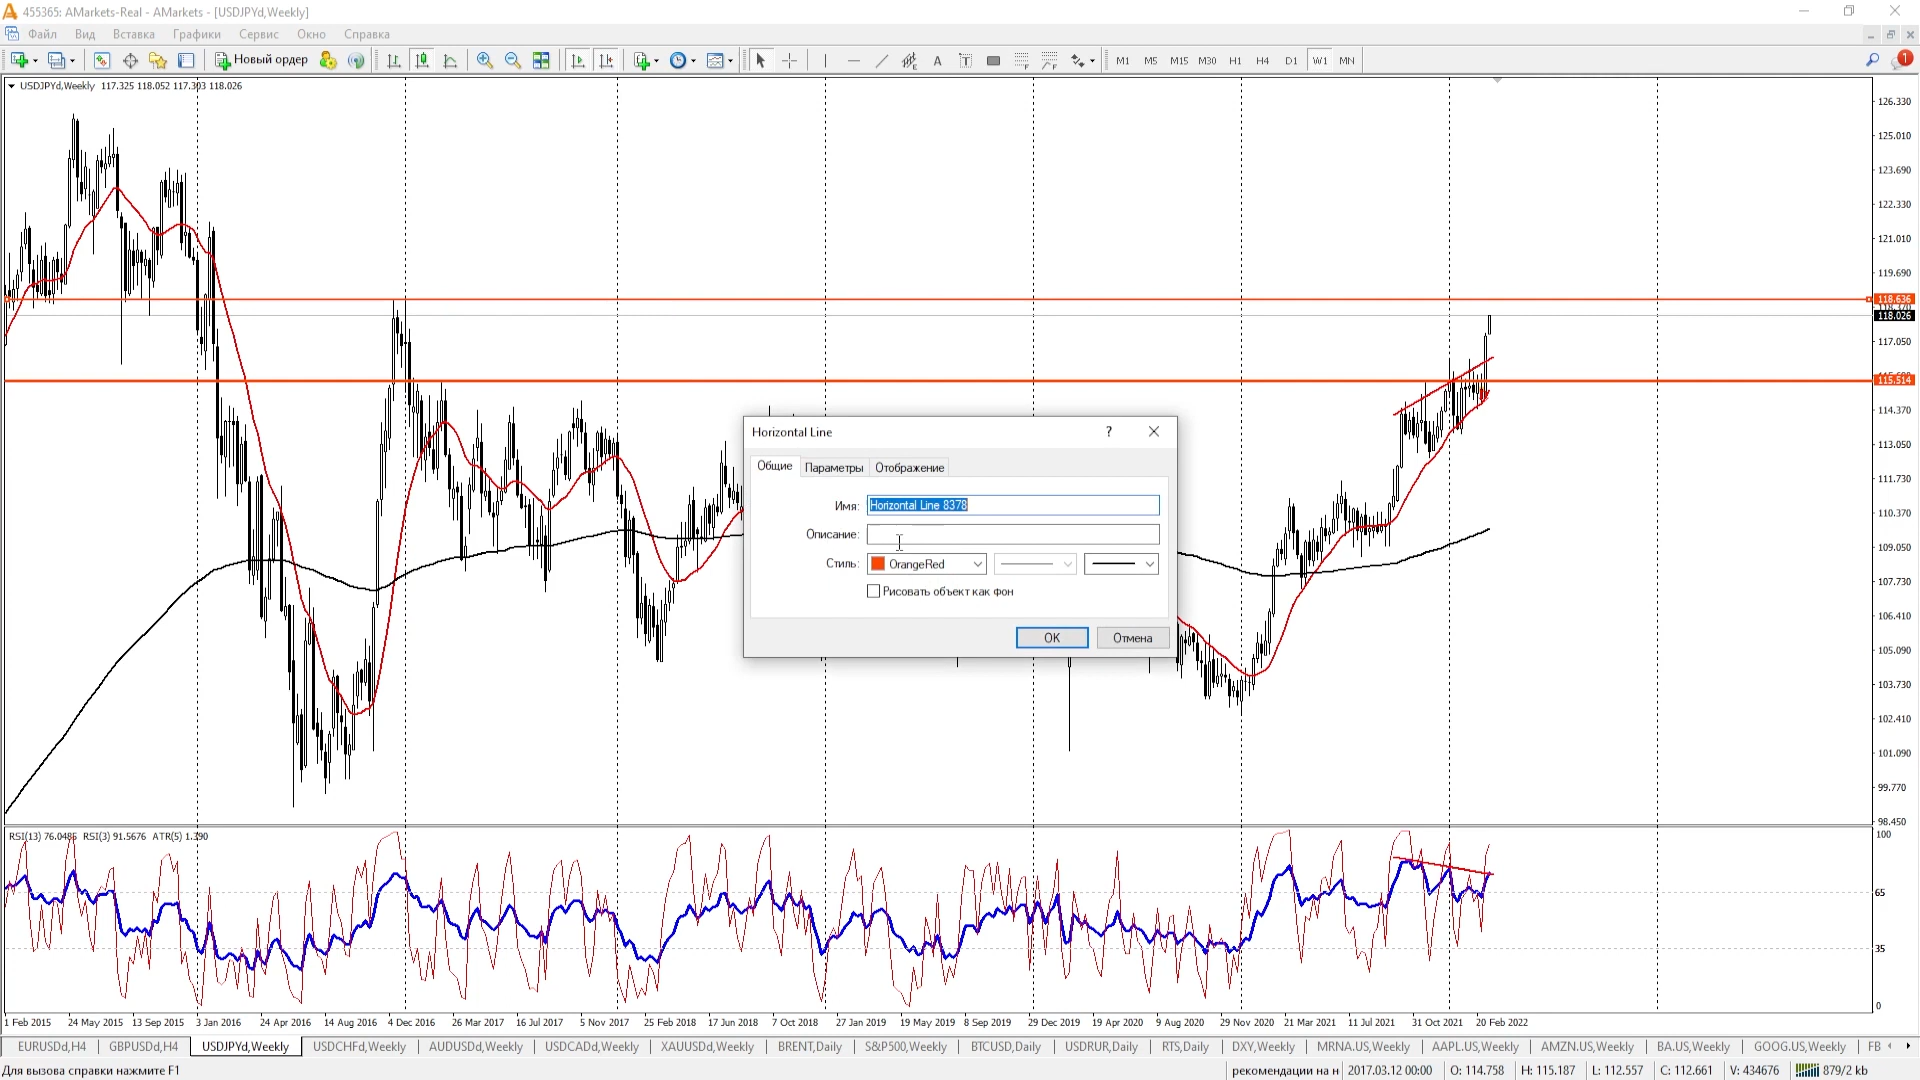 455365: AMarkets-Real - AMarkets - [USDJPYd,Weekly]
Файл Вид Вставка Графики Сервис Окно Справка
Новый ордер M1 M5 M15 M30 H1 H4 D1 W1 MN 1
USDJPYd,Weekly 117.325 118.052 117.303 118.026
126.330
125.010
123.690
122.330
121.010
119.690
118.636
118.026
117.050
115.514
114.370
113.050
111.730
110.370
109.050
107.730
106.410
105.090
103.730
102.410
101.090
99.770
98.450
Horizontal Line ?
Общие Параметры Отображение
Имя: Horizontal Line 8378
Описание:
Стиль: OrangeRed
Рисовать объект как фон
OK Отмена
RSI(13) 76.0485 RSI(3) 91.5676 ATR(5) 1.390
100
65
35
0
1 Feb 2015 24 May 2015 13 Sep 2015 3 Jan 2016 24 Apr 2016 14 Aug 2016 4 Dec 2016 26 Mar 2017 16 Jul 2017 5 Nov 2017 25 Feb 2018 17 Jun 2018 7 Oct 2018 27 Jan 2019 19 May 2019 8 Sep 2019 29 Dec 2019 19 Apr 2020 9 Aug 2020 29 Nov 2020 21 Mar 2021 11 Jul 2021 31 Oct 2021 20 Feb 2022
EURUSDd,H4 GBPUSDd,H4 USDJPYd,Weekly USDCHFd,Weekly AUDUSDd,Weekly USDCADd,Weekly XAUUSDd,Weekly BRENT,Daily S&P500,Weekly BTCUSD,Daily USDRUR,Daily RTS,Daily DXY,Weekly MRNA.US,Weekly AAPL.US,Weekly AMZN.US,Weekly BA.US,Weekly GOOG.US,Weekly FB
Для вызова справки нажмите F1 рекомендации на н 2017.03.12 00:00 O: 114.758 H: 115.187 L: 112.557 C: 112.661 V: 434676 879/2 kb